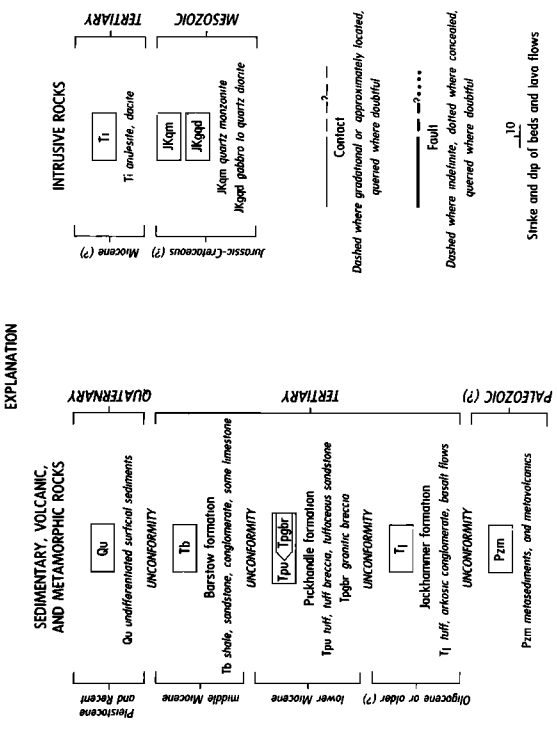 EXPLANATION
SEDIMENTARY, VOLCANIC,
AND METAMORPHIC ROCKS
Pleistocene
and Recent
Qu
Qu undifferentiated surficial sediments
QUATERNARY
UNCONFORMITY
middle Miocene
Tb
Barstow formation
Tb shale, sandstone, conglomerate, some limestone
UNCONFORMITY
lower Miocene
Tpu Tpgbr
Pickhandle formation
Tpu tuff, tuff breccia, tuffaceous sandstone
Tpgbr granitic breccia
TERTIARY
UNCONFORMITY
Oligocene or older (?)
Tj
Jackhammer formation
Tj tuff, arkosic conglomerate, basalt flows
UNCONFORMITY
Pzm
Pzm metasediments, and metavolcanics
PALEOZOIC (?)
INTRUSIVE ROCKS
Miocene (?)
Ti
Ti andesite, dacite
TERTIARY
Jurassic-Cretaceous (?)
JKqm
JKgqd
JKqm quartz monzonite
JKgqd gabbro to quartz diorite
MESOZOIC
?
Contact
Dashed where gradational or approximately located,
queried where doubtful
?
Fault
Dashed where indefinite, dotted where concealed,
queried where doubtful
10
Strike and dip of beds and lava flows